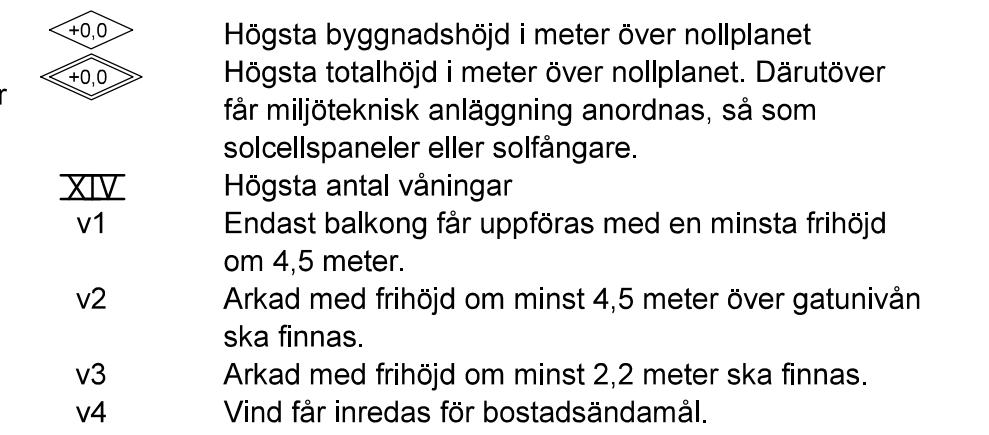 +0,0 Högsta byggnadshöjd i meter över nollplanet
+0,0 Högsta totalhöjd i meter över nollplanet. Därutöver
r får miljöteknisk anläggning anordnas, så som
solcellspaneler eller solfångare.
XIV Högsta antal våningar
v1 Endast balkong får uppföras med en minsta frihöjd
om 4,5 meter.
v2 Arkad med frihöjd om minst 4,5 meter över gatunivån
ska finnas.
v3 Arkad med frihöjd om minst 2,2 meter ska finnas.
v4 Vind får inredas för bostadsändamål.